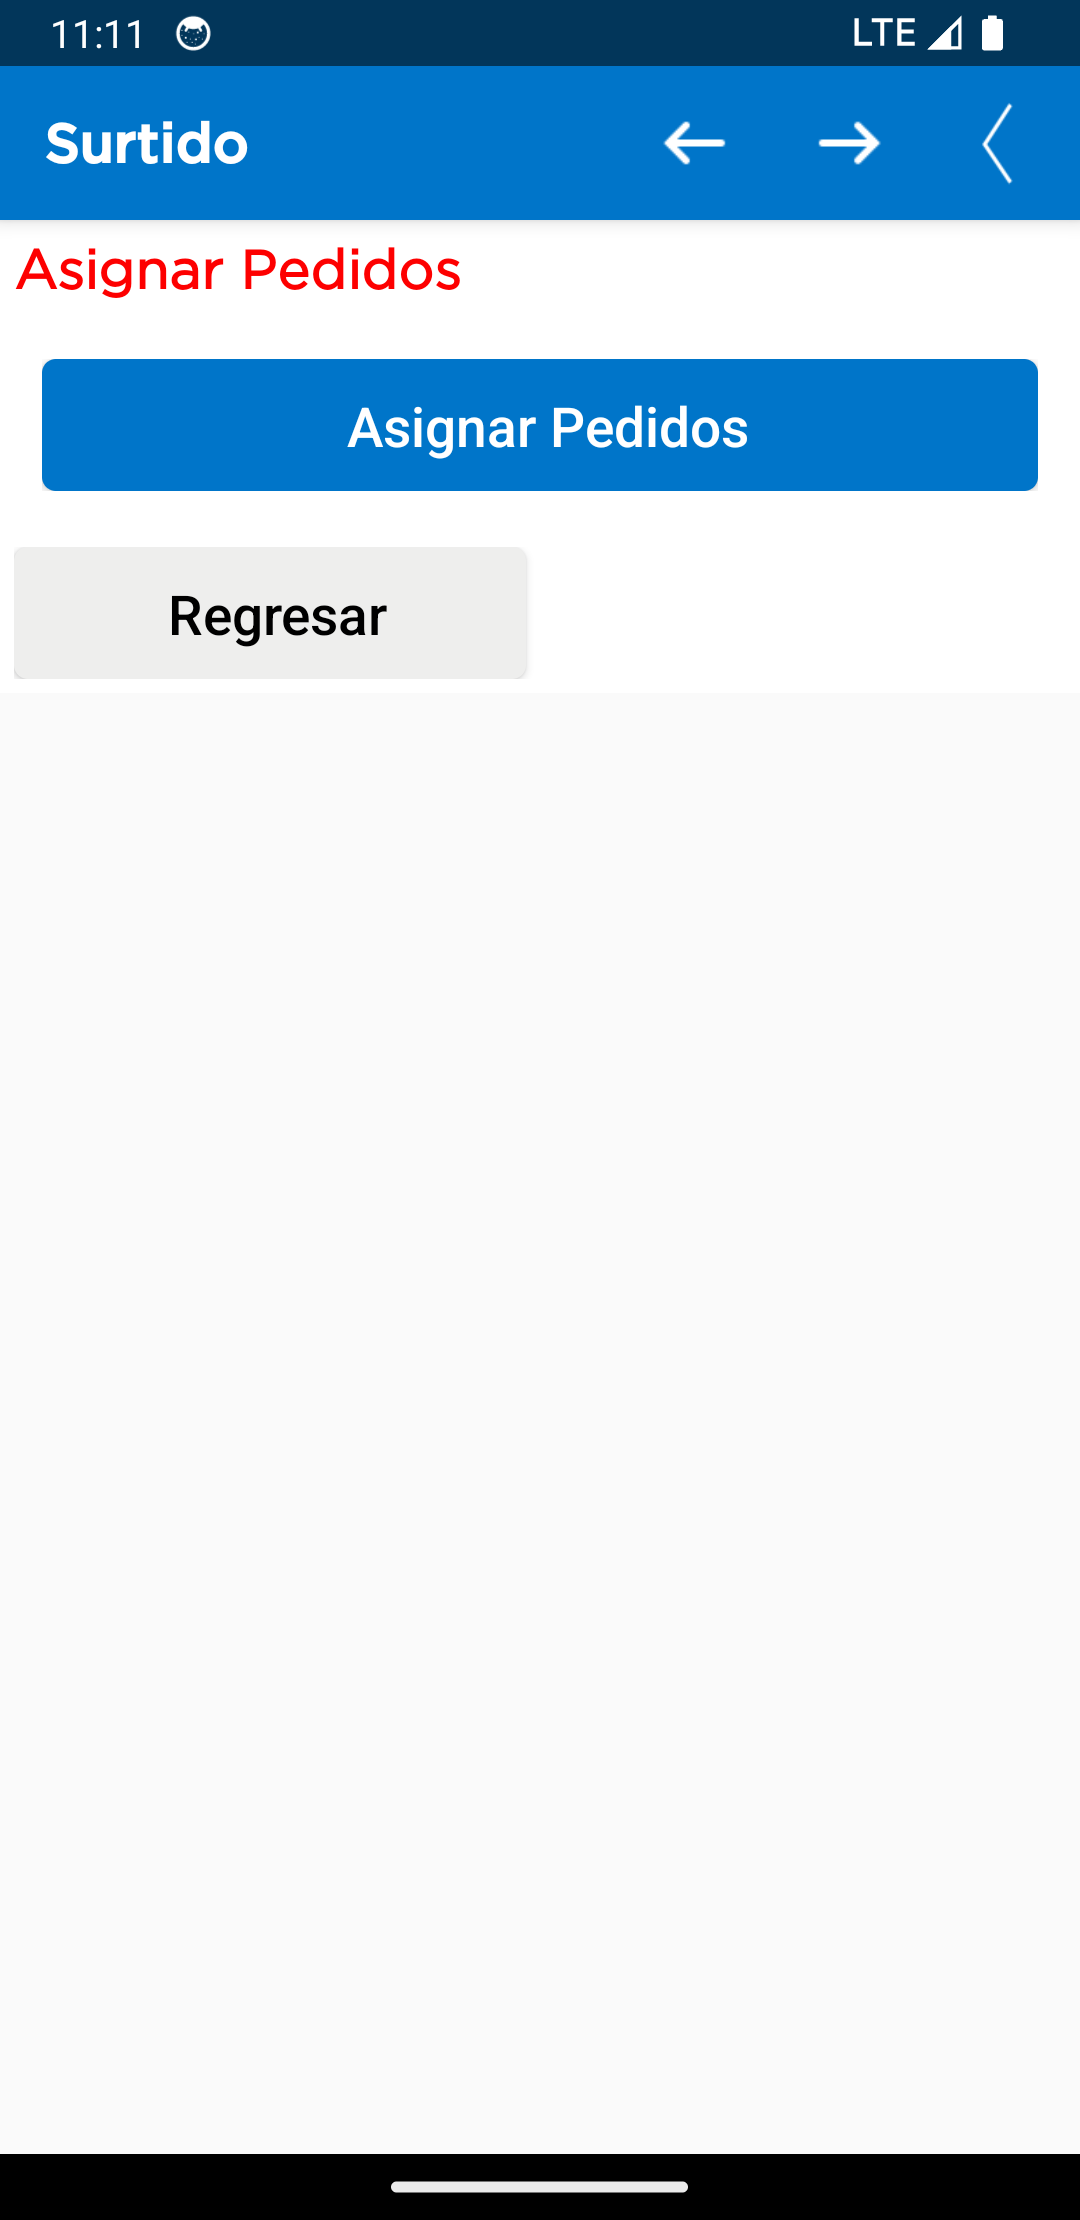 11:11 LTE
Surtido
Asignar Pedidos
Asignar Pedidos
Regresar